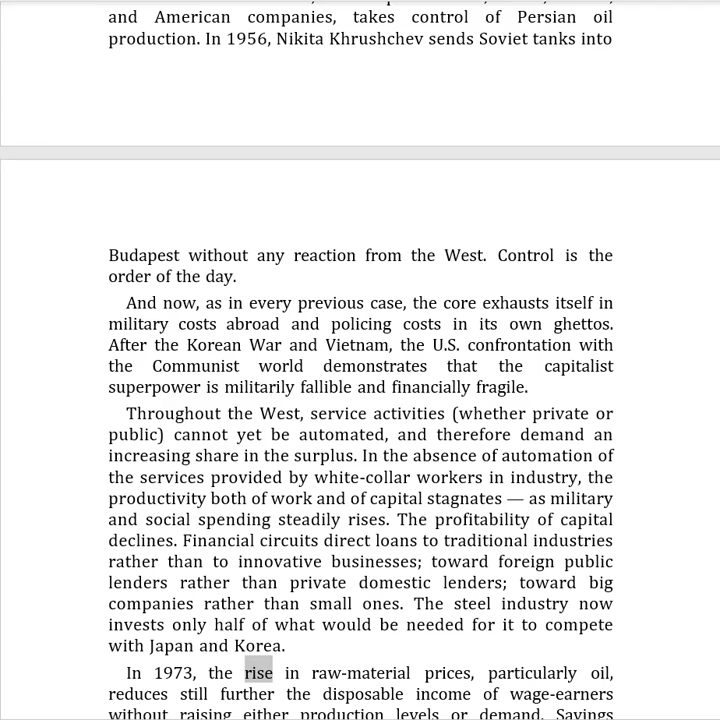 and American companies, takes control of Persian oil
production. In 1956, Nikita Khrushchev sends Soviet tanks into
Budapest without any reaction from the West. Control is the
order of the day.
And now, as in every previous case, the core exhausts itself in
military costs abroad and policing costs in its own ghettos.
After the Korean War and Vietnam, the U.S. confrontation with
the Communist world demonstrates that the capitalist
superpower is militarily fallible and financially fragile.
Throughout the West, service activities (whether private or
public) cannot yet be automated, and therefore demand an
increasing share in the surplus. In the absence of automation of
the services provided by white-collar workers in industry, the
productivity both of work and of capital stagnates — as military
and social spending steadily rises. The profitability of capital
declines. Financial circuits direct loans to traditional industries
rather than to innovative businesses; toward foreign public
lenders rather than private domestic lenders; toward big
companies rather than small ones. The steel industry now
invests only half of what would be needed for it to compete
with Japan and Korea.
In 1973, the rise in raw-material prices, particularly oil,
reduces still further the disposable income of wage-earners
without raising either production levels or demand. Savings